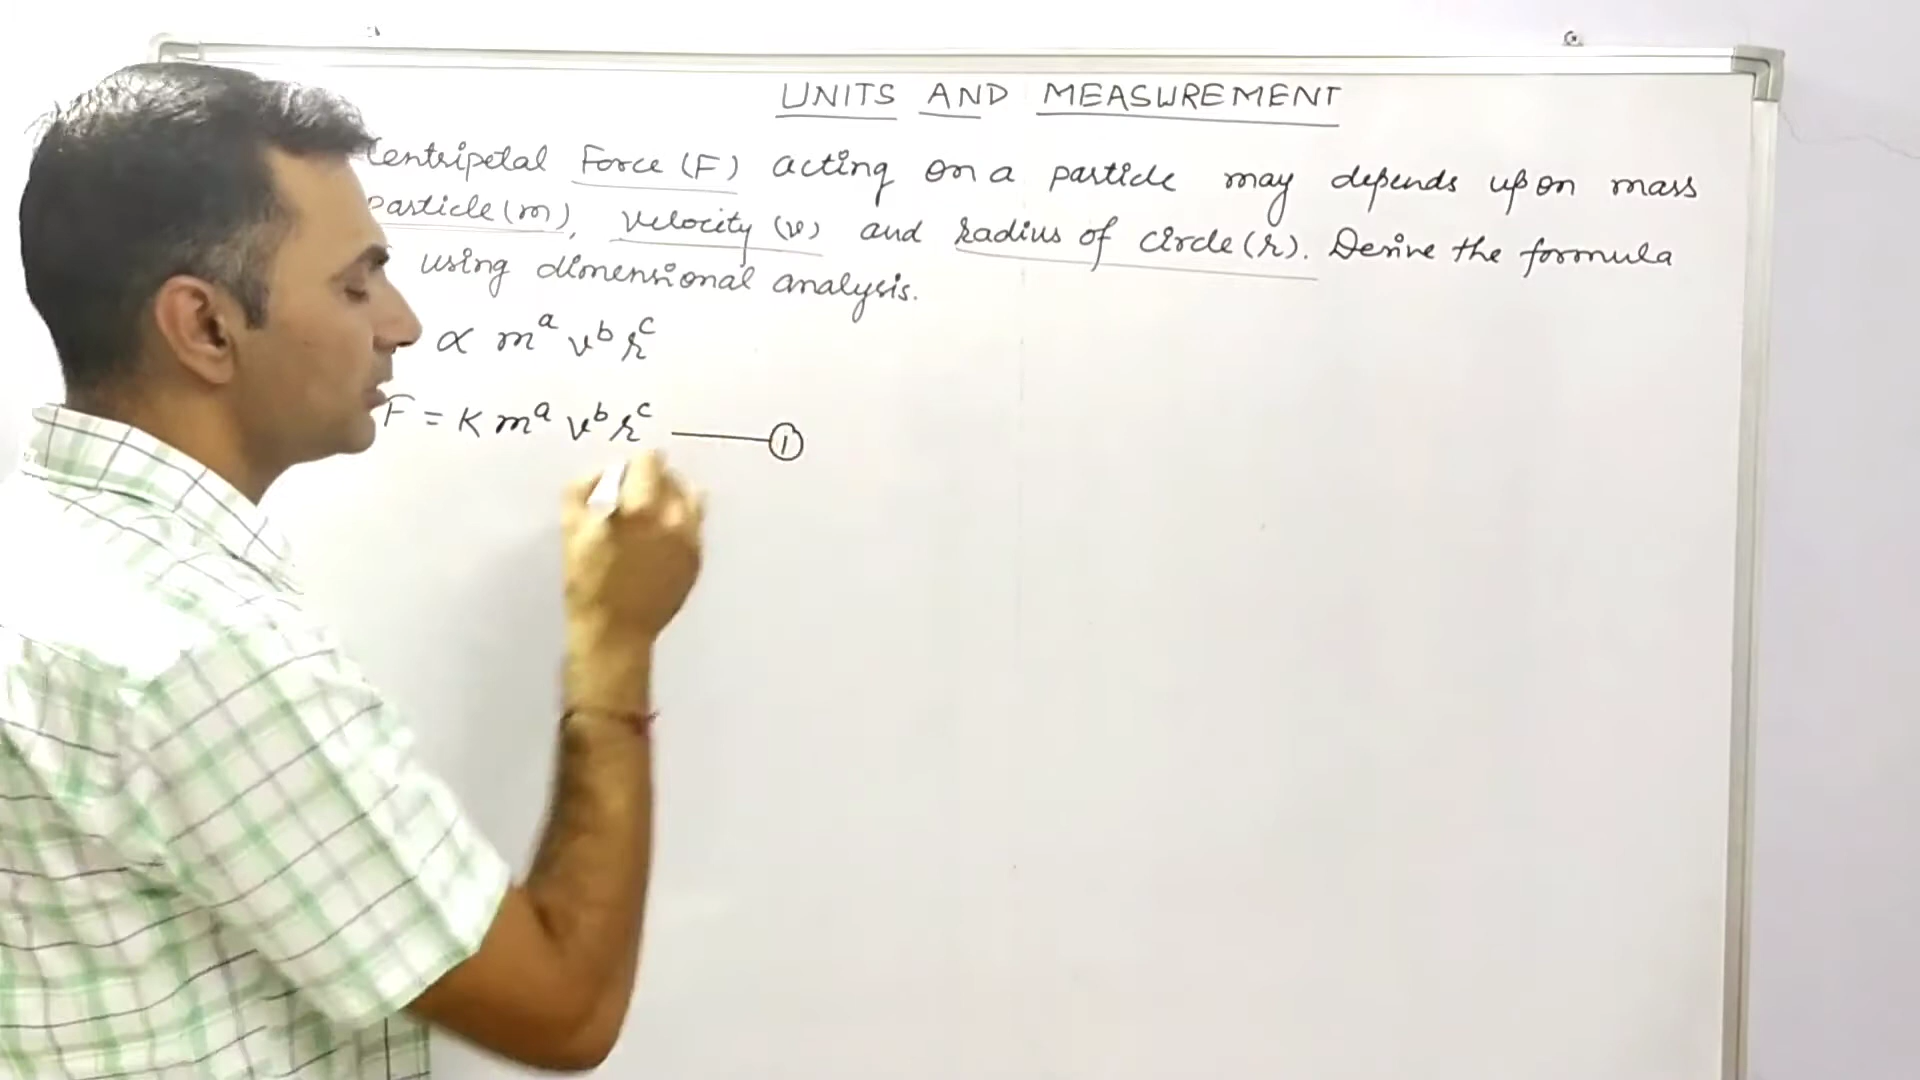 UNITS AND MEASUREMENT
Centripetal Force (F) acting on a particle may depends upon mass
particle (m), velocity (v) and radius of circle (r). Derive the formula
using dimensional analysis.
∝ m^a v^b r^c
F = K m^a v^b r^c —— ①